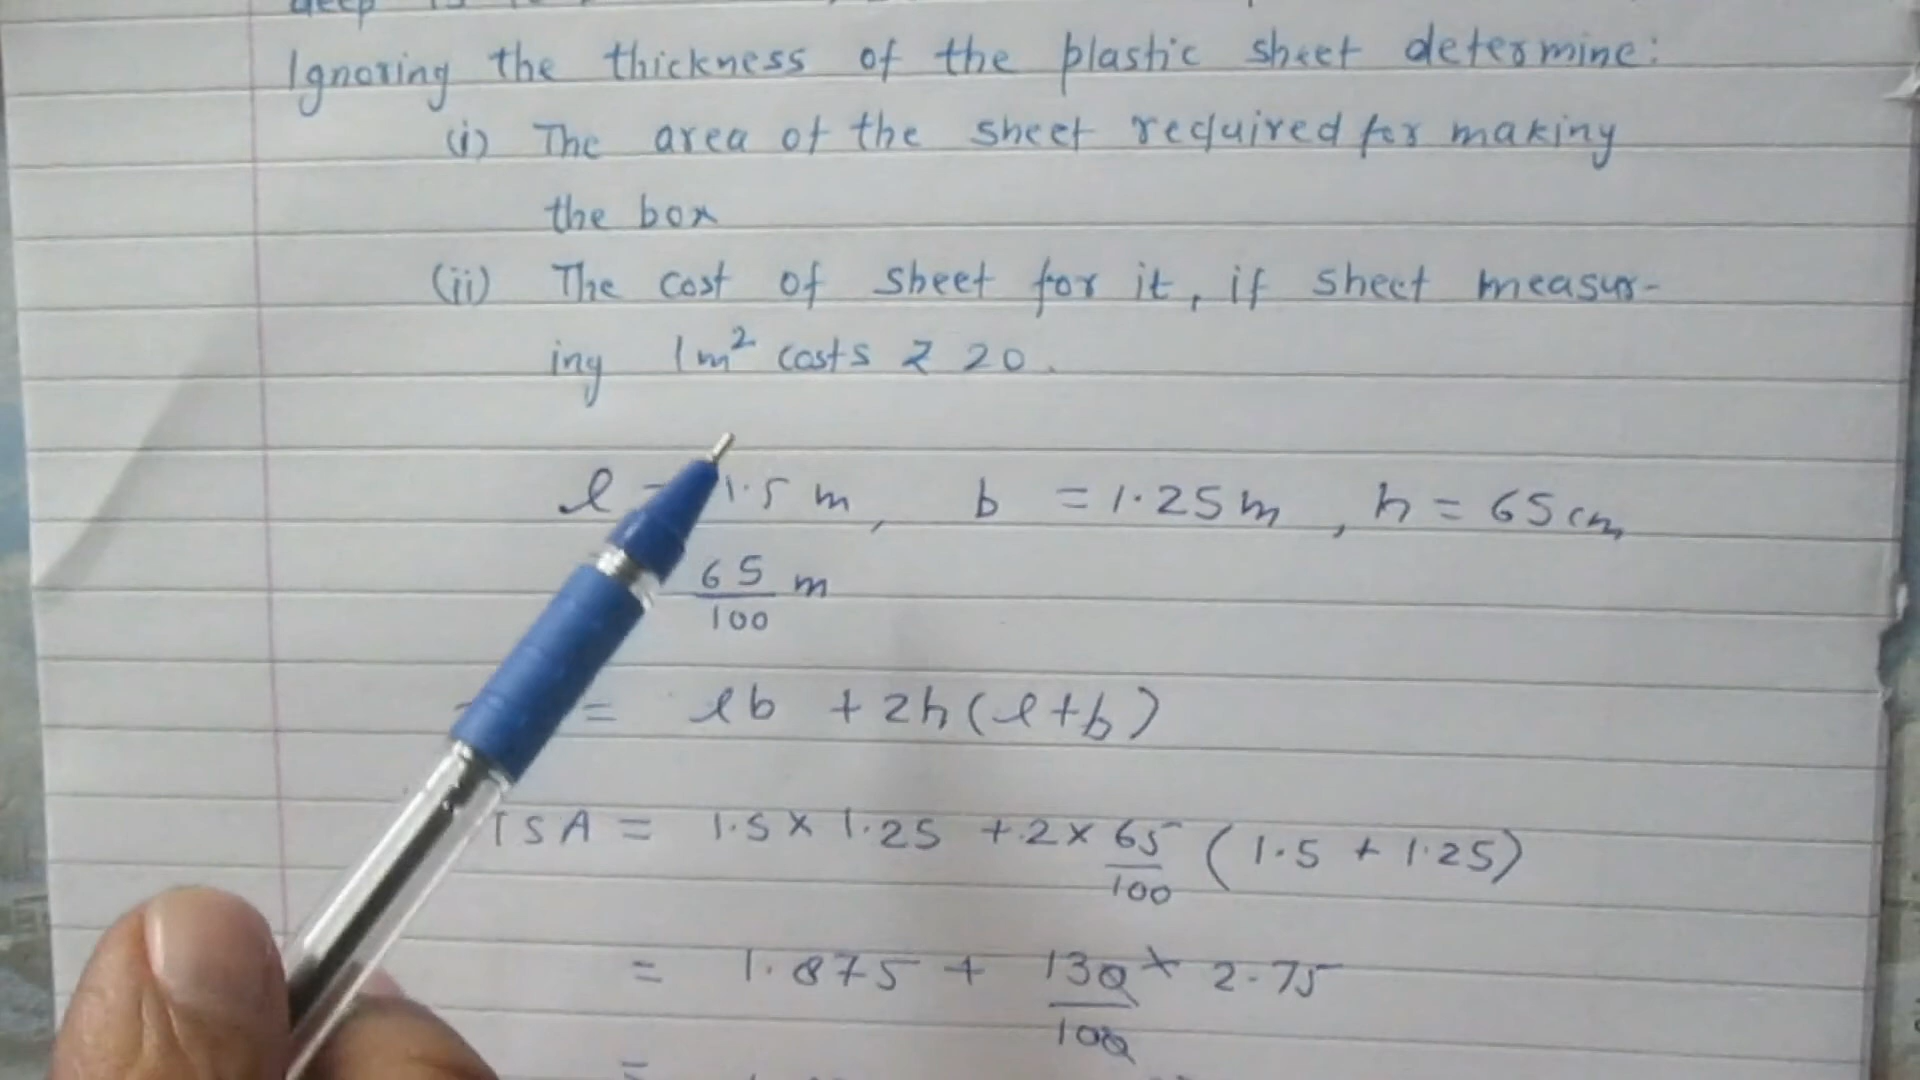 deep is
Ignoring the thickness of the plastic sheet determine:
(i) The area of the sheet required for making
the box
(ii) The cost of sheet for it, if sheet measur-
ing 1m² costs ₹ 20.
l = 1.5 m, b = 1.25 m, h = 65 cm
65/100 m
= lb + 2h(l+b)
TSA = 1.5 × 1.25 + 2 × 65/100 (1.5 + 1.25)
= 1.875 + 130/100 × 2.75
=